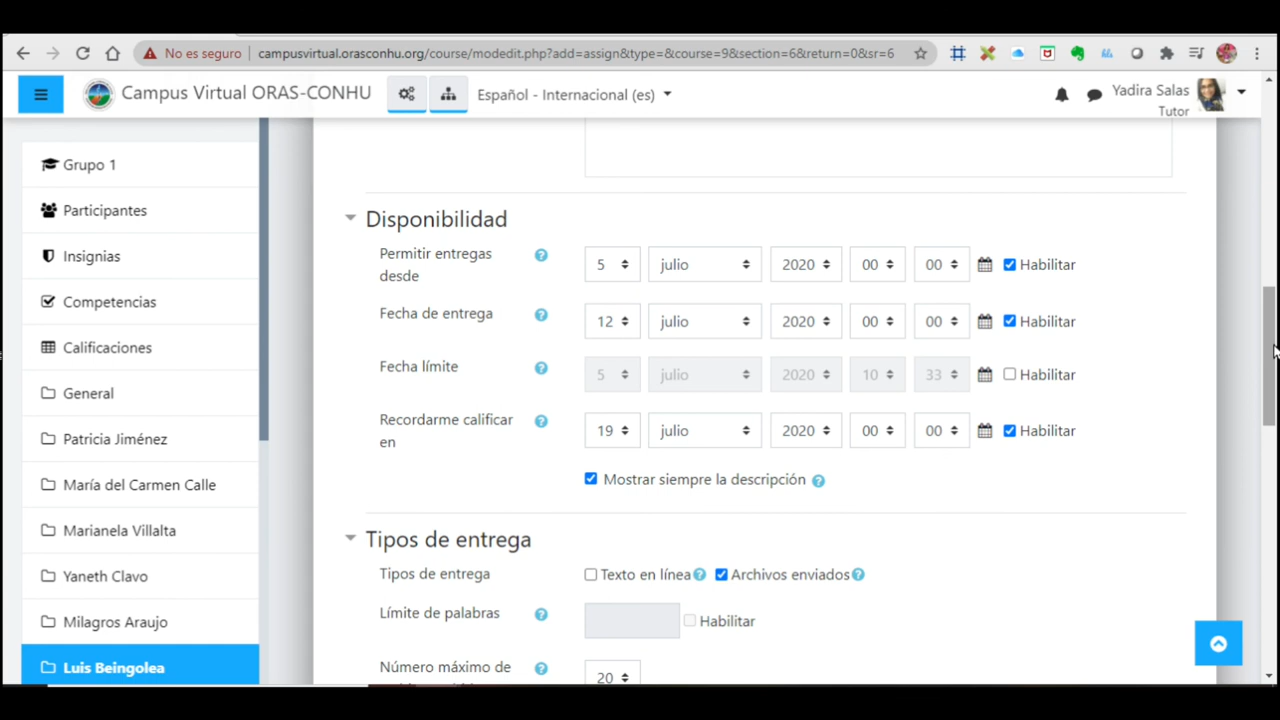 No es seguro campusvirtual.orasconhu.org/course/modedit.php?add=assign&type=&course=9&section=6&return=0&sr=6
Campus Virtual ORAS-CONHU Español - Internacional (es) Yadira Salas
Tutor
Grupo 1
Participantes
Insignias
Competencias
Calificaciones
General
Patricia Jiménez
María del Carmen Calle
Marianela Villalta
Yaneth Clavo
Milagros Araujo
Luis Beingolea
Disponibilidad
Permitir entregas
desde
5 julio 2020 00 00 Habilitar
Fecha de entrega 12 julio 2020 00 00 Habilitar
Fecha límite 5 julio 2020 10 33 Habilitar
Recordarme calificar
en
19 julio 2020 00 00 Habilitar
Mostrar siempre la descripción
Tipos de entrega
Tipos de entrega Texto en línea Archivos enviados
Límite de palabras Habilitar
Número máximo de
20